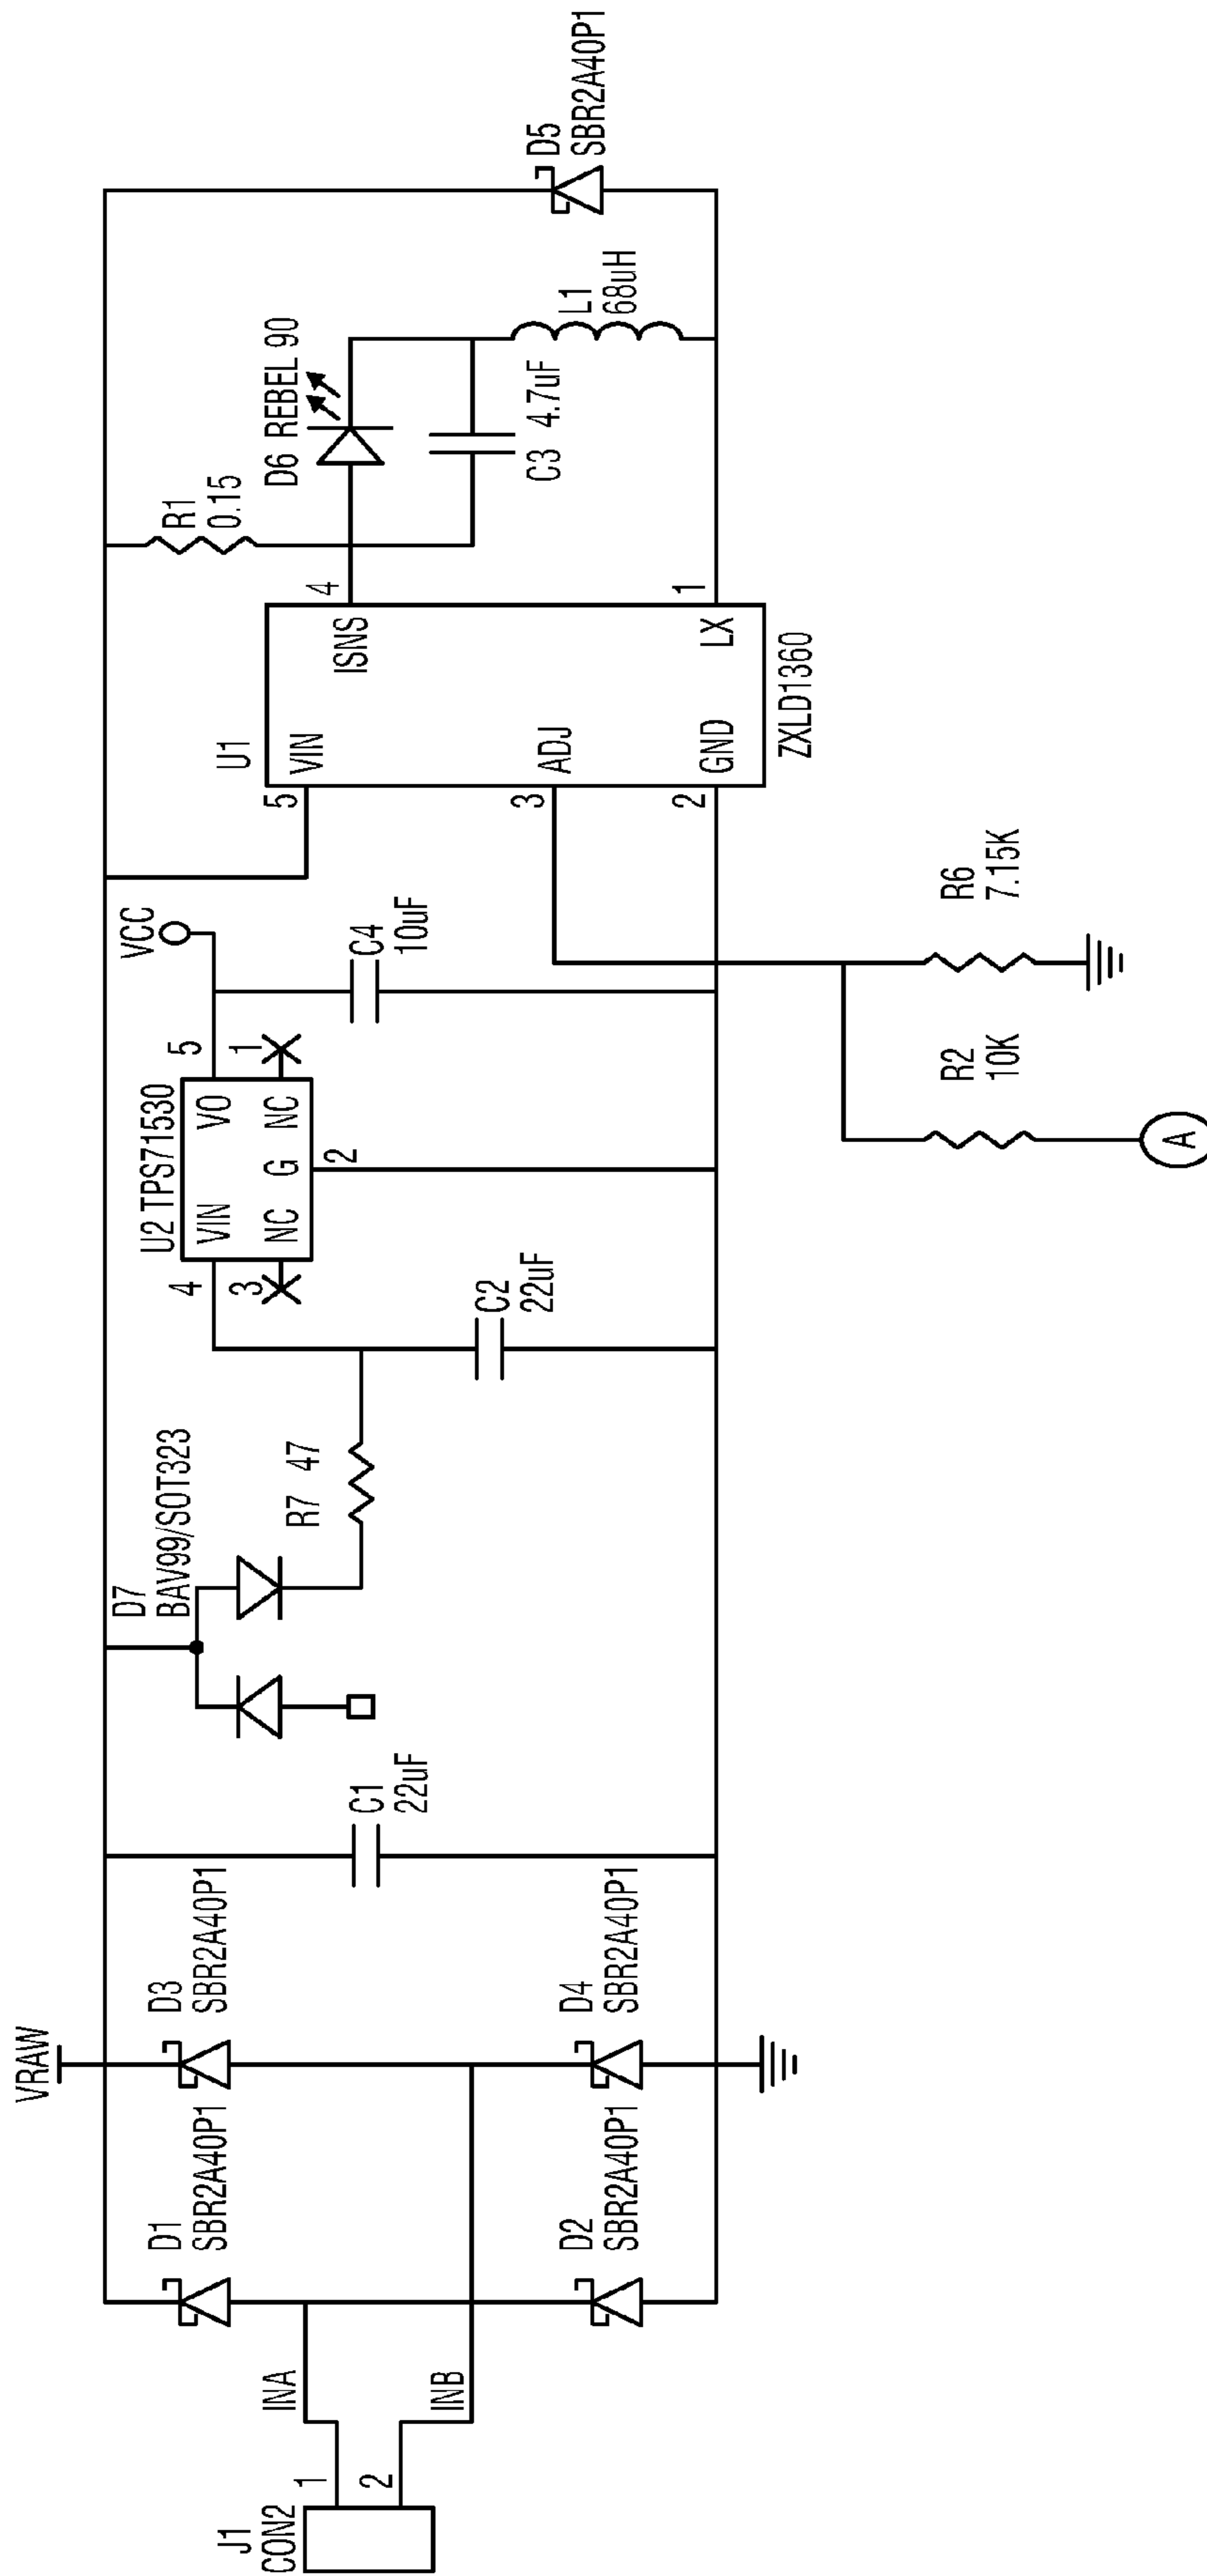 J1
CON2
1
2
INA
INB
VRAW
D1
SBR2A40P1
D3
SBR2A40P1
D2
SBR2A40P1
D4
SBR2A40P1
C1
22uF
D7
BAV99/SOT323
R7 47
C2
22uF
U2 TPS71530
4
VIN
VO
5
3
NC
G
NC
1
2
VCC
C4
10uF
U1
5
VIN
ISNS
4
3
ADJ
2
GND
LX
1
ZXLD1360
R1
0.15
D6 REBEL 90
C3 4.7uF
L1
68uH
D5
SBR2A40P1
R2
10K
R6
7.15K
A